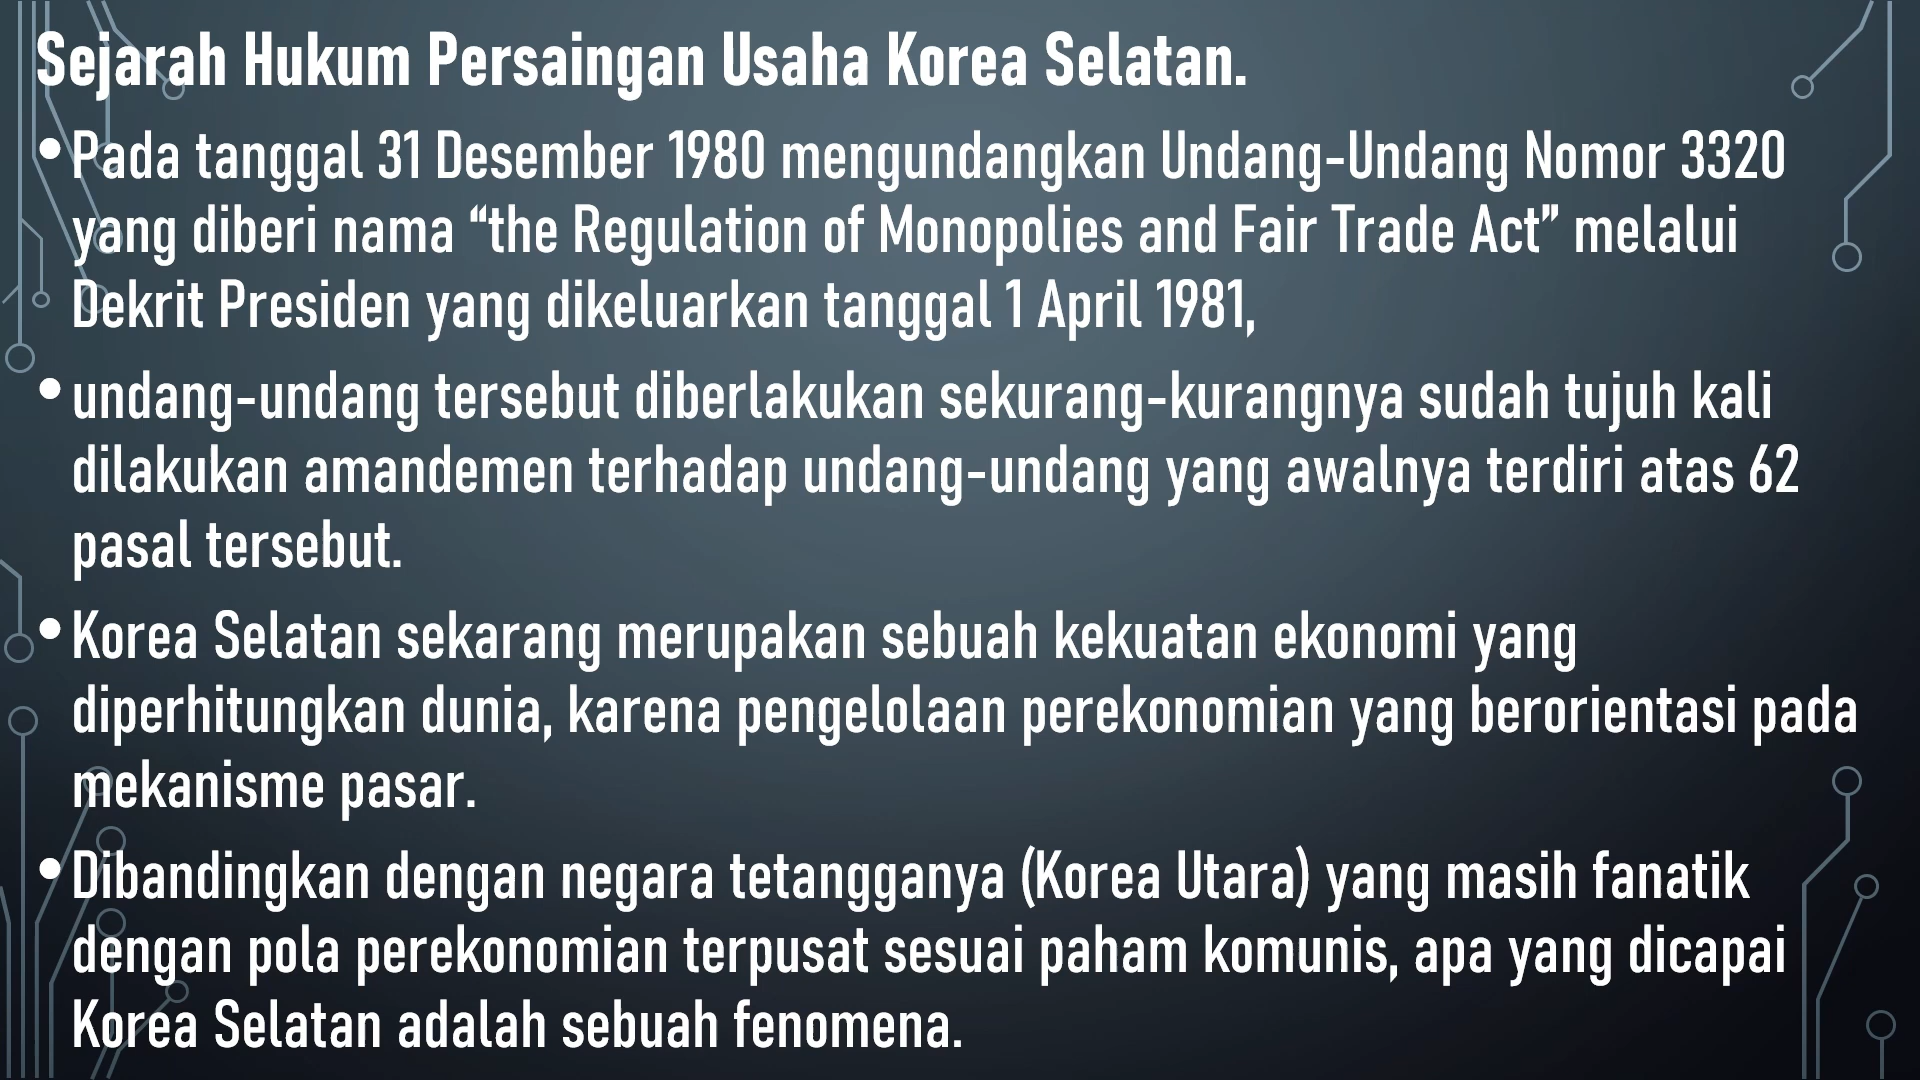 Sejarah Hukum Persaingan Usaha Korea Selatan.
•Pada tanggal 31 Desember 1980 mengundangkan Undang-Undang Nomor 3320
yang diberi nama “the Regulation of Monopolies and Fair Trade Act” melalui
Dekrit Presiden yang dikeluarkan tanggal 1 April 1981,
•undang-undang tersebut diberlakukan sekurang-kurangnya sudah tujuh kali
dilakukan amandemen terhadap undang-undang yang awalnya terdiri atas 62
pasal tersebut.
•Korea Selatan sekarang merupakan sebuah kekuatan ekonomi yang
diperhitungkan dunia, karena pengelolaan perekonomian yang berorientasi pada
mekanisme pasar.
•Dibandingkan dengan negara tetangganya (Korea Utara) yang masih fanatik
dengan pola perekonomian terpusat sesuai paham komunis, apa yang dicapai
Korea Selatan adalah sebuah fenomena.